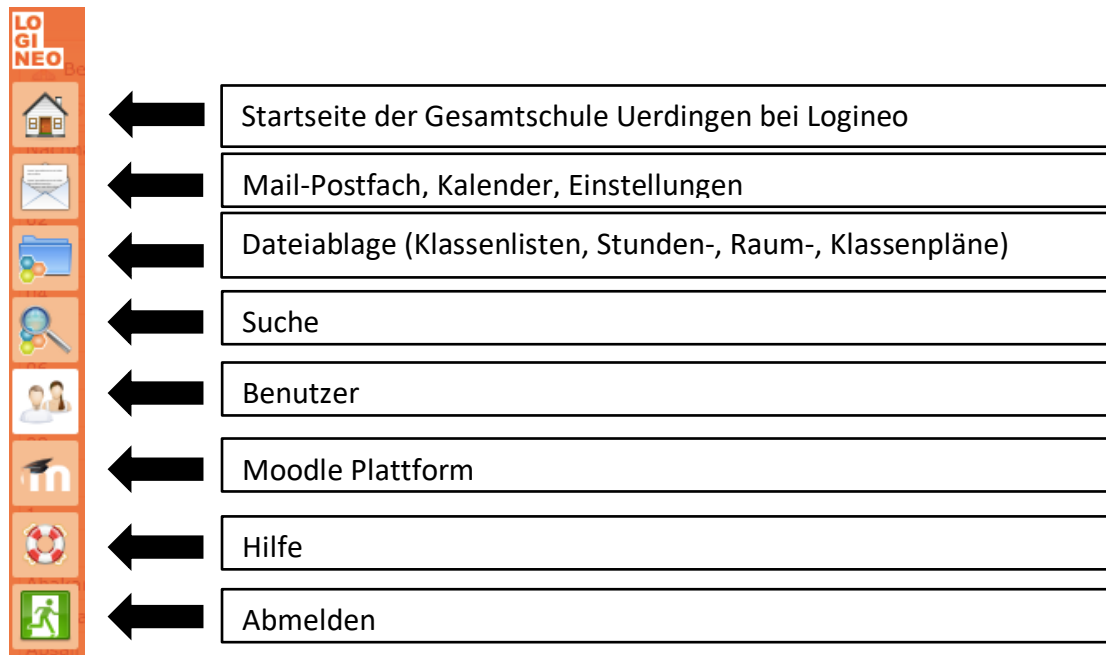 LO
GI
NEO
Startseite der Gesamtschule Uerdingen bei Logineo
Mail-Postfach, Kalender, Einstellungen
Dateiablage (Klassenlisten, Stunden-, Raum-, Klassenpläne)
Suche
Benutzer
Moodle Plattform
Hilfe
Abmelden